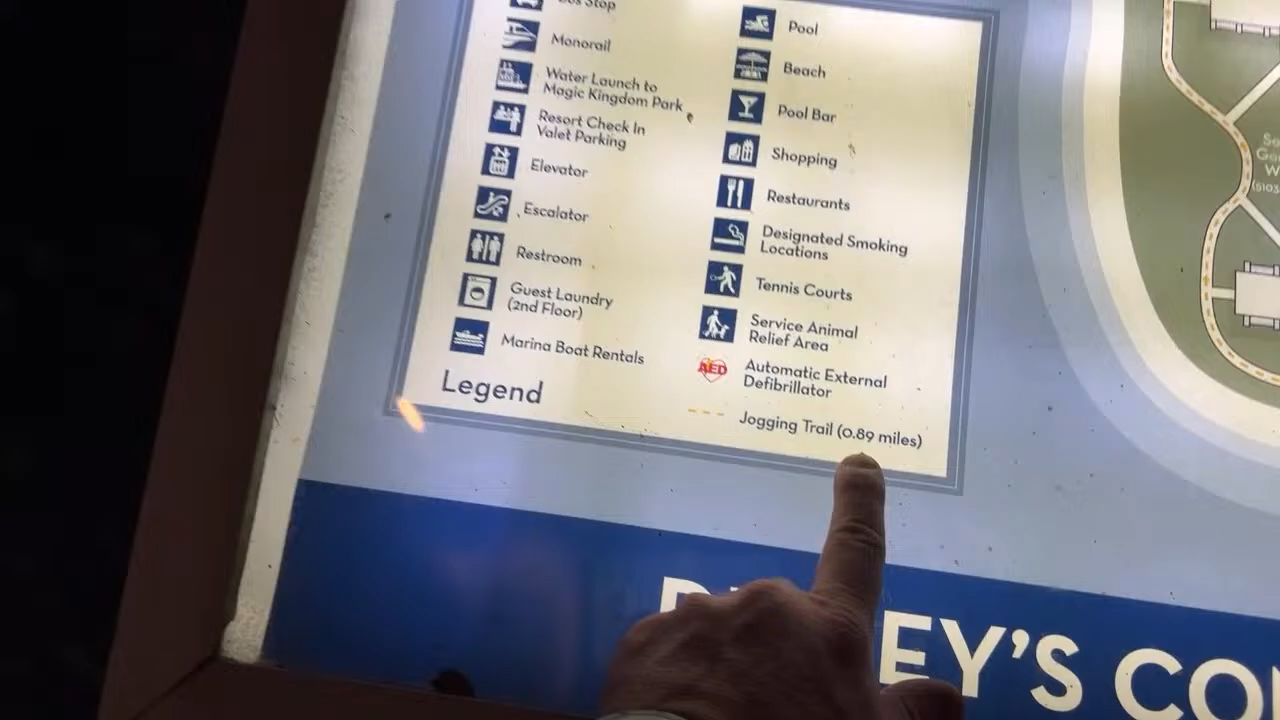 Bus Stop
Monorail
Water Launch to
Magic Kingdom Park
Resort Check In
Valet Parking
Elevator
Escalator
Restroom
Guest Laundry
(2nd Floor)
Marina Boat Rentals
Legend
Pool
Beach
Pool Bar
Shopping
Restaurants
Designated Smoking
Locations
Tennis Courts
Service Animal
Relief Area
AED
Automatic External
Defibrillator
Jogging Trail (0.89 miles)
EY'S CO